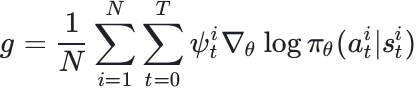 g = \frac{1}{N} \sum_{i=1}^{N} \sum_{t=0}^{T} \psi_t^i \nabla_\theta \log \pi_\theta(a_t^i | s_t^i)